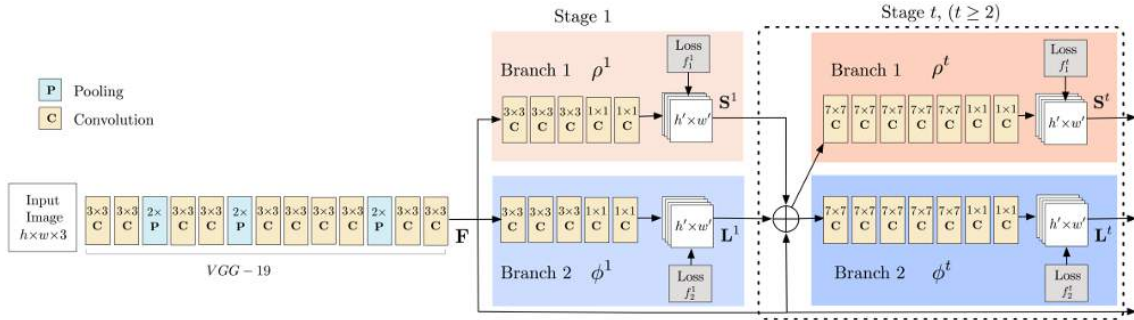 Stage 1
Stage t, (t ≥ 2)
P Pooling
C Convolution
Input
Image
h×w×3
3×3 3×3 2× 3×3 3×3 2× 3×3 3×3 3×3 3×3 2× 3×3 3×3
C C P C C P C C C C P C C
VGG − 19
F
Branch 1 ρ¹
Loss
f₁¹
3×3 3×3 3×3 1×1 1×1
C C C C C
h′×w′
S¹
3×3 3×3 3×3 1×1 1×1
C C C C C
h′×w′
L¹
Branch 2 ϕ¹
Loss
f₂¹
Branch 1 ρᵗ
Loss
f₁ᵗ
7×7 7×7 7×7 7×7 7×7 1×1 1×1
C C C C C C C
h′×w′
Sᵗ
7×7 7×7 7×7 7×7 7×7 1×1 1×1
C C C C C C C
h′×w′
Lᵗ
Branch 2 ϕᵗ
Loss
f₂ᵗ